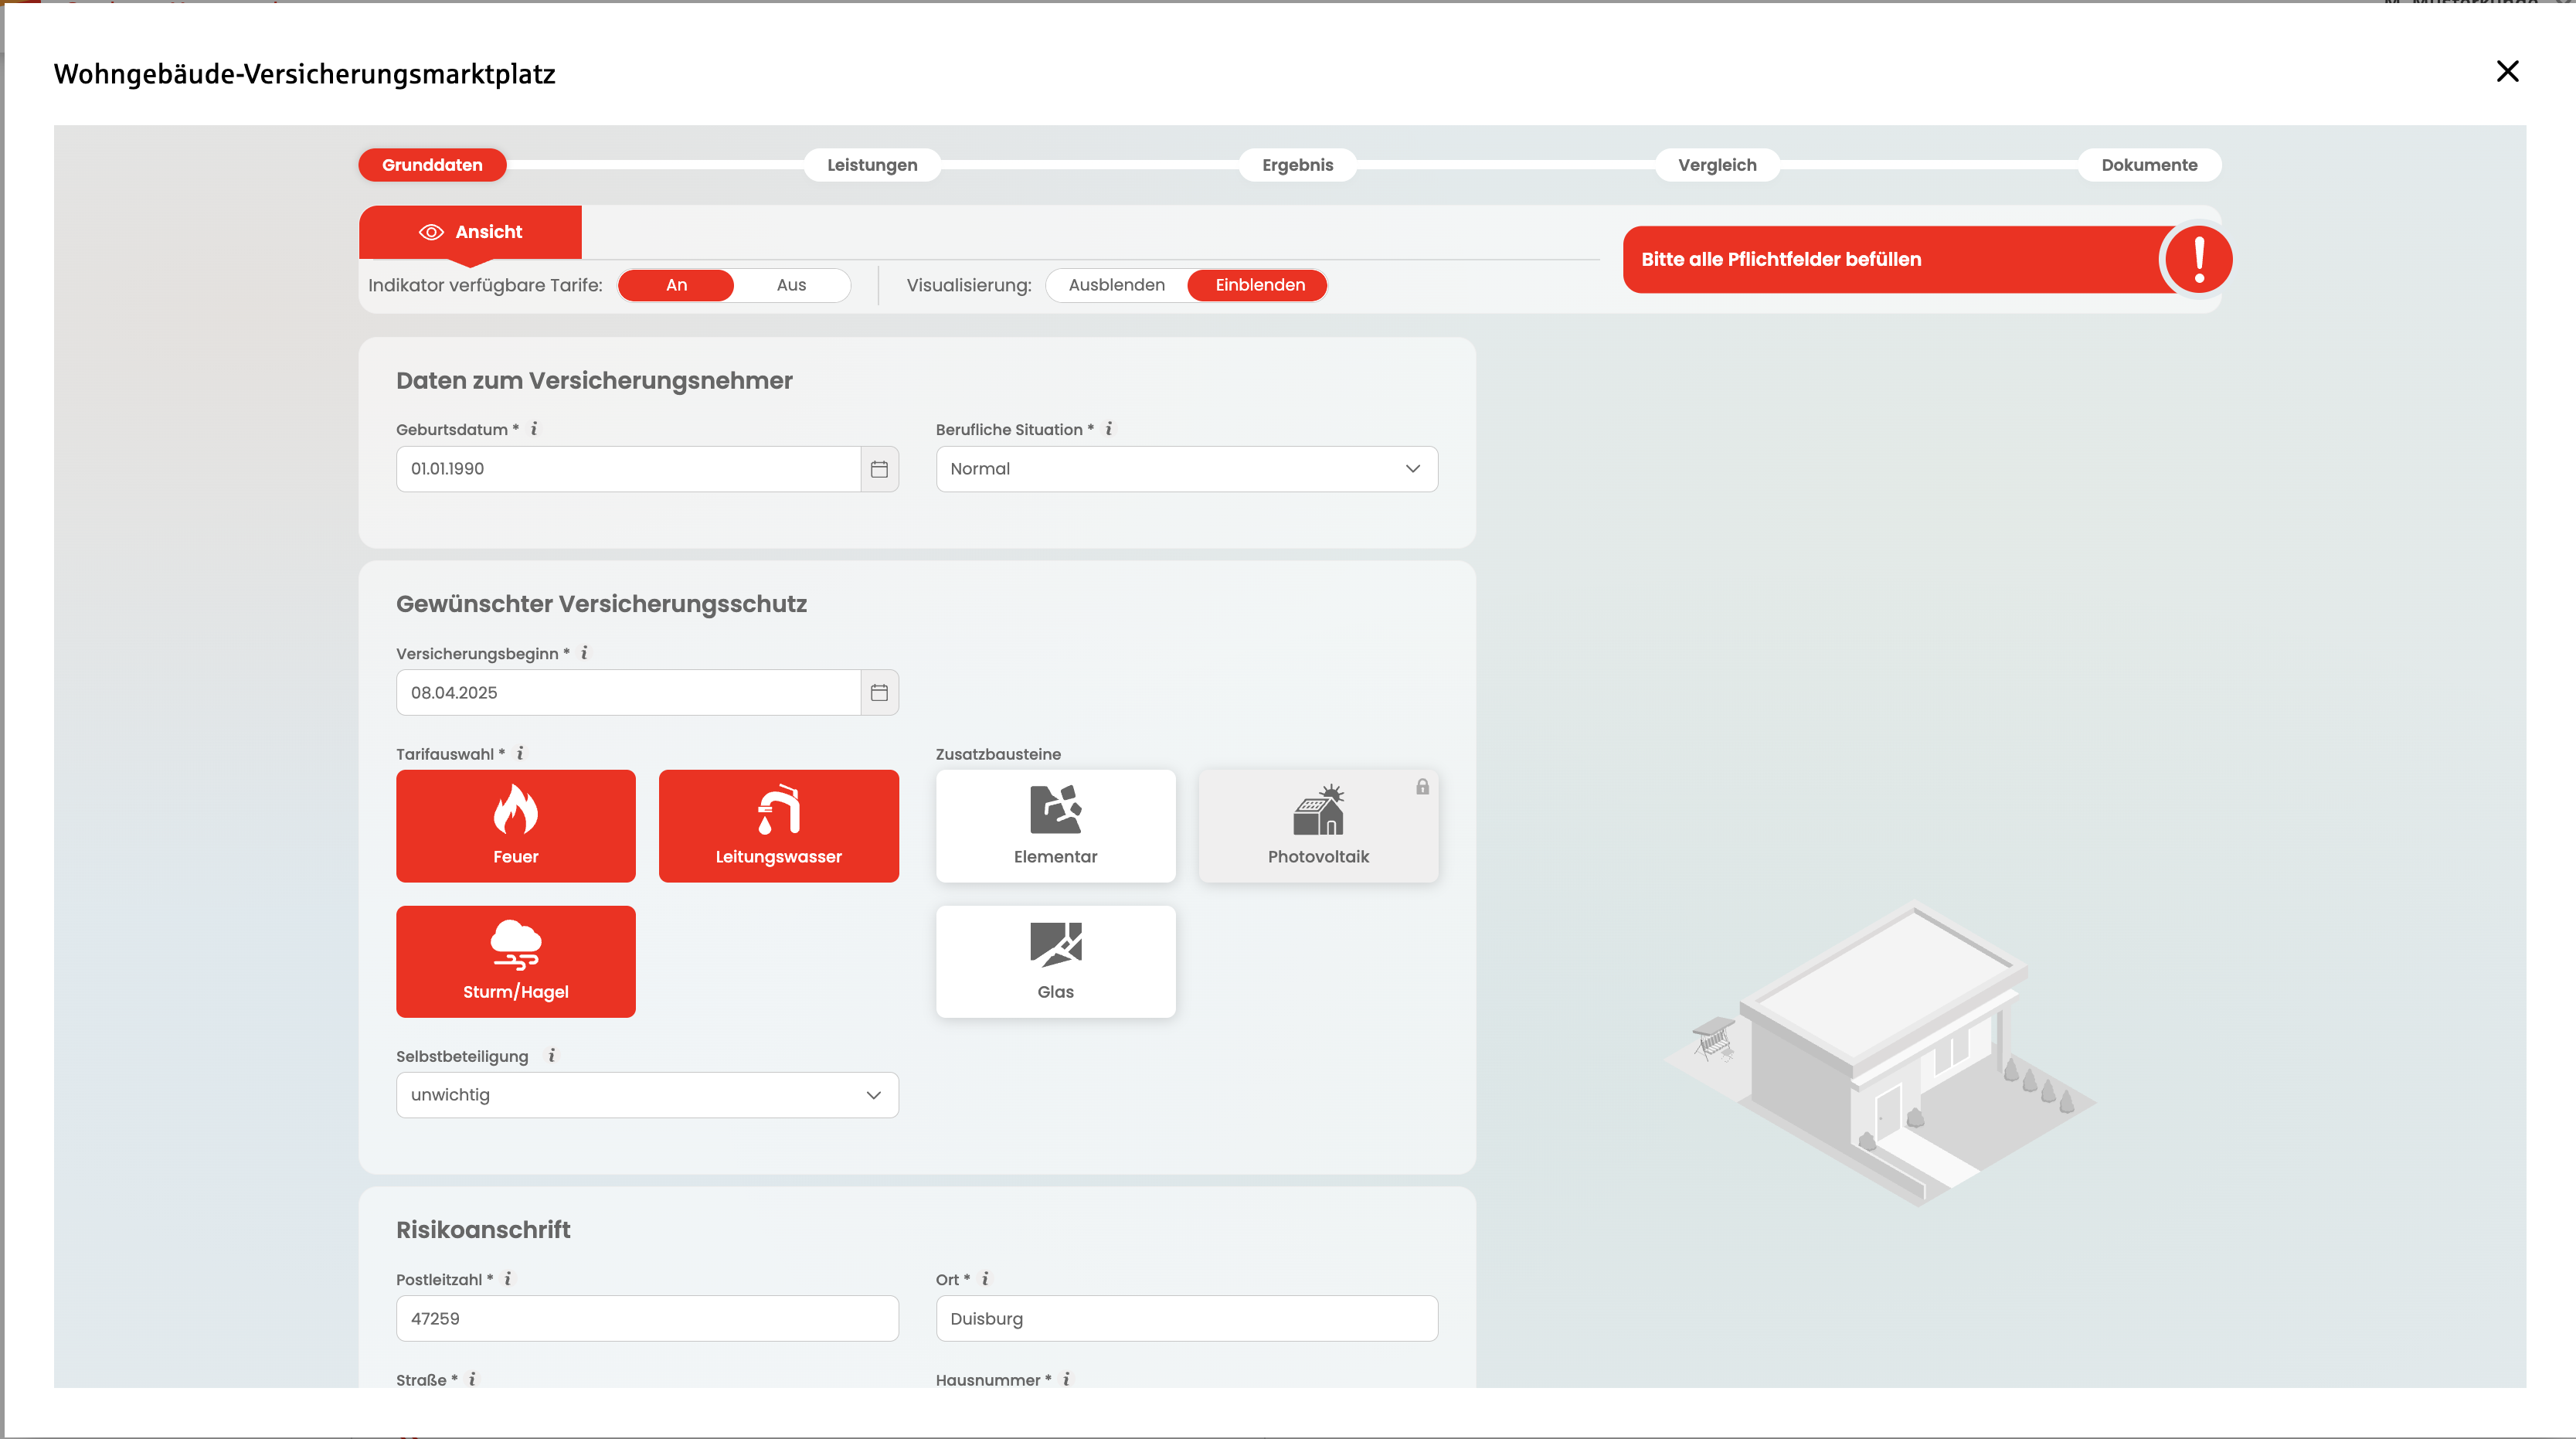 Wohngebäude-Versicherungsmarktplatz
Grunddaten
Leistungen
Ergebnis
Vergleich
Dokumente
Ansicht
Bitte alle Pflichtfelder befüllen
Indikator verfügbare Tarife:
An
Aus
Visualisierung:
Ausblenden
Einblenden
Daten zum Versicherungsnehmer
Geburtsdatum * i
Berufliche Situation * i
01.01.1990
Normal
Gewünschter Versicherungsschutz
Versicherungsbeginn * i
08.04.2025
Tarifauswahl * i
Zusatzbausteine
Feuer
Leitungswasser
Elementar
Photovoltaik
Sturm/Hagel
Glas
Selbstbeteiligung i
unwichtig
Risikoanschrift
Postleitzahl * i
Ort * i
47259
Duisburg
Straße * i
Hausnummer * i